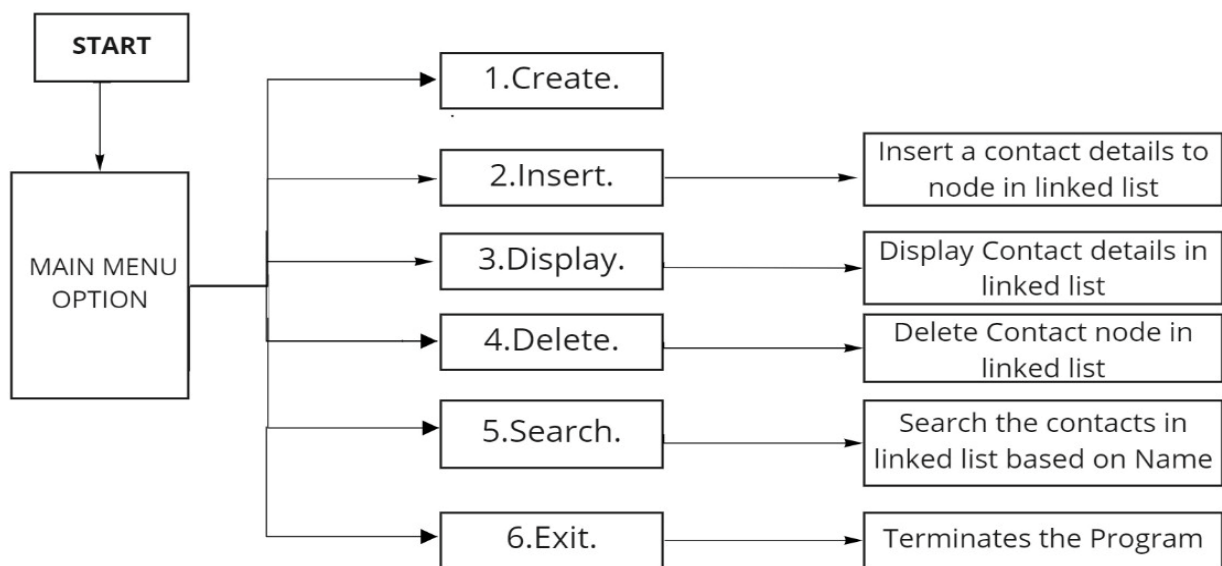 START
MAIN MENU
OPTION
1.Create.
2.Insert.
Insert a contact details to
node in linked list
3.Display.
Display Contact details in
linked list
4.Delete.
Delete Contact node in
linked list
5.Search.
Search the contacts in
linked list based on Name
6.Exit.
Terminates the Program